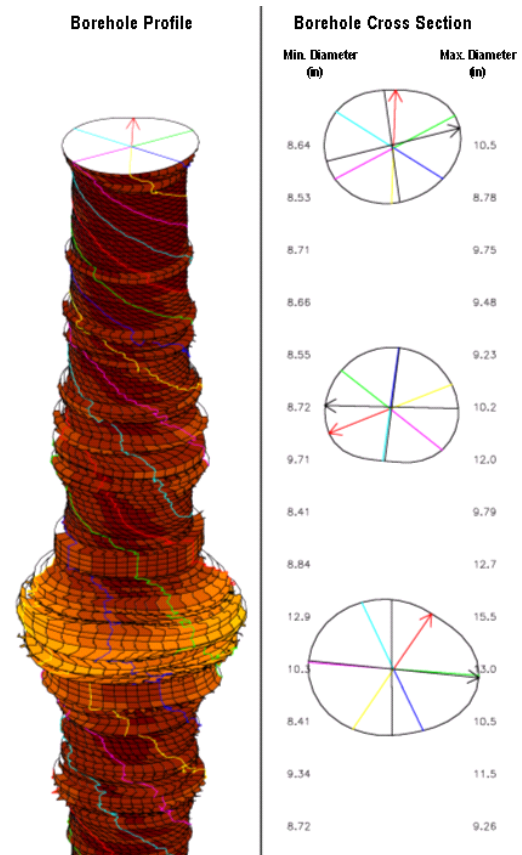 Borehole Profile
Borehole Cross Section
Min. Diameter
(in)
Max. Diameter
(in)
8.64 10.5
8.53 8.78
8.71 9.75
8.66 9.48
8.55 9.23
8.72 10.2
9.71 12.0
8.41 9.79
8.84 12.7
12.9 15.5
10.3 13.0
8.41 10.5
9.34 11.5
8.72 9.26